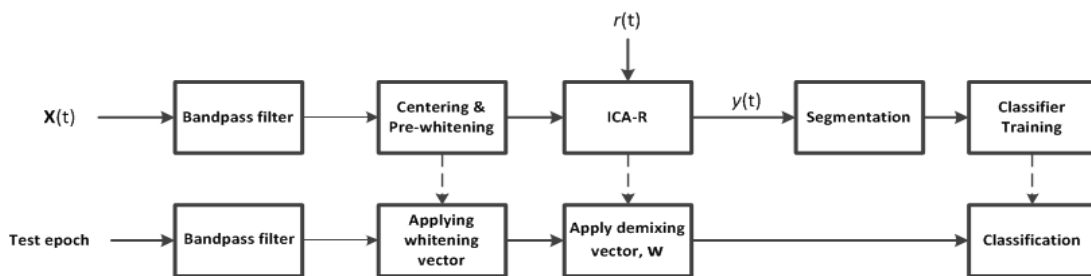 r(t)
X(t)
Bandpass filter
Centering &
Pre-whitening
ICA-R
y(t)
Segmentation
Classifier
Training
Test epoch
Bandpass filter
Applying
whitening
vector
Apply demixing
vector, W
Classification